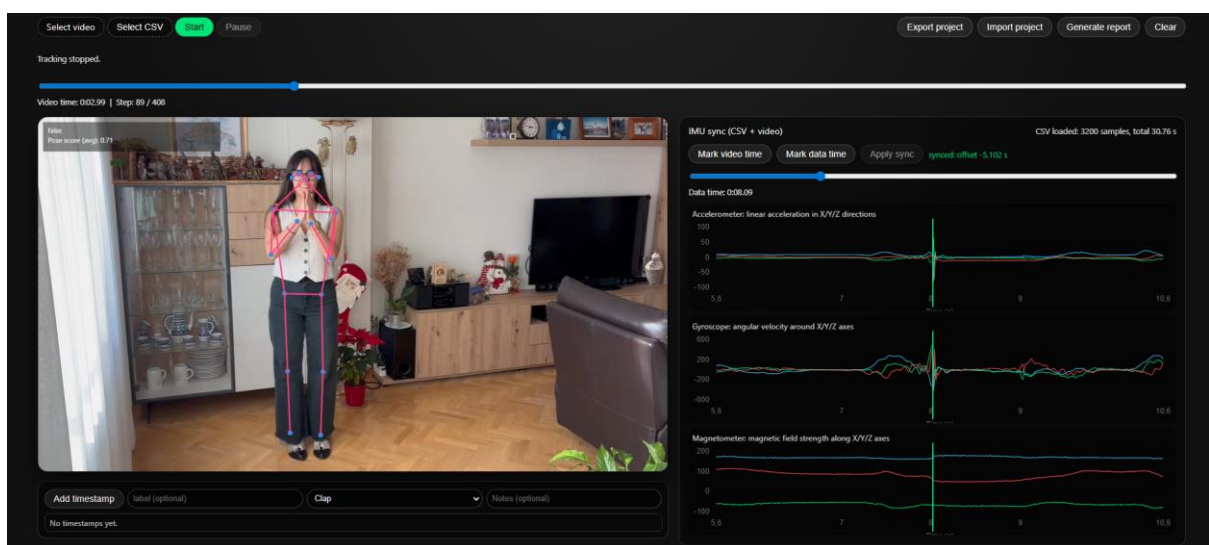 Select video Select CSV Start Pause Export project Import project Generate report Clear
Tracking stopped.
Video time: 0:02.99 | Step: 89 / 408
false
Pose score (avg): 0.71
IMU sync (CSV + video) CSV loaded: 3200 samples, total 30.76 s
Mark video time Mark data time Apply sync synced: offset -5.102 s
Data time: 0:08.09
Accelerometer: linear acceleration in X/Y/Z directions
100
50
0
-50
-100
5,6 7 8 9 10,6
Gyroscope: angular velocity around X/Y/Z axes
600
200
-200
-600
5,6 7 8 9 10,6
Magnetometer: magnetic field strength along X/Y/Z axes
200
100
0
-100
5,6 7 8 9 10,6
Add timestamp label (optional) Clap Notes (optional)
No timestamps yet.